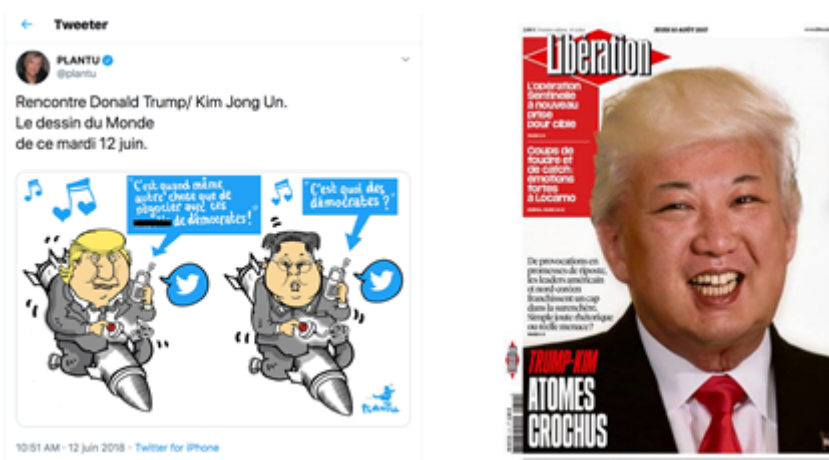 Tweeter
PLANTU
@plantu
Rencontre Donald Trump/ Kim Jong Un.
Le dessin du Monde
de ce mardi 12 juin.
"C'est quand même
autre chose que de
négocier avec ces
de démocrates!"
"C'est quoi des
démocrates ?"
PLANTU
10:51 AM · 12 juin 2018 · Twitter for iPhone
JEUDI 10 AOÛT 2017
Libération
L'opération
Sentinelle
à nouveau
prise
pour cible
Coups de
foudre et
de catch:
émotions
fortes
à Locarno
De provocations en
promesses de riposte,
les leaders américain
et nord-coréen
franchissent un cap
dans la surenchère.
Simple joute rhétorique
ou réelle menace?
TRUMP-KIM
ATOMES
CROCHUS